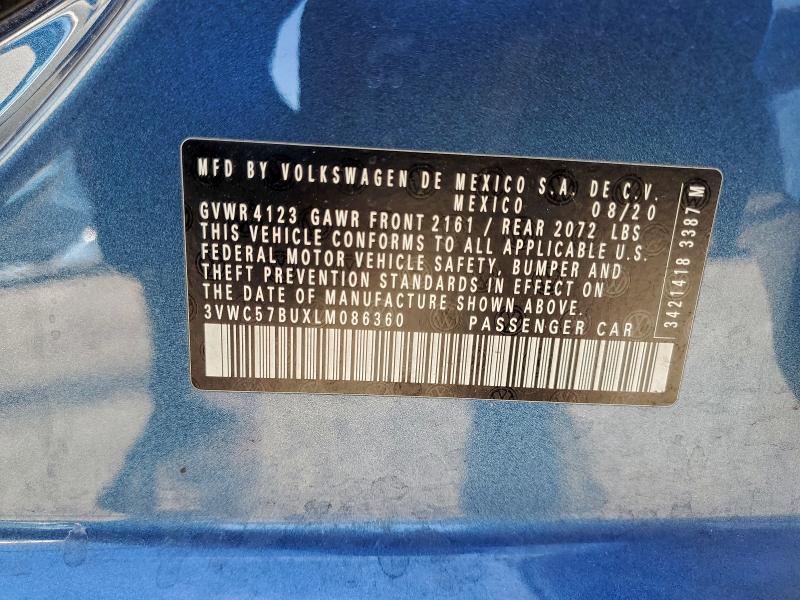 MFD BY VOLKSWAGEN DE MEXICO S.A. DE C.V.
MEXICO 08/20
GVWR 4123 GAWR FRONT 2161 / REAR 2072 LBS
THIS VEHICLE CONFORMS TO ALL APPLICABLE U.S.
FEDERAL MOTOR VEHICLE SAFETY, BUMPER AND
THEFT PREVENTION STANDARDS IN EFFECT ON
THE DATE OF MANUFACTURE SHOWN ABOVE.
3VWC57BUXLM086360 PASSENGER CAR
3421418 3387M